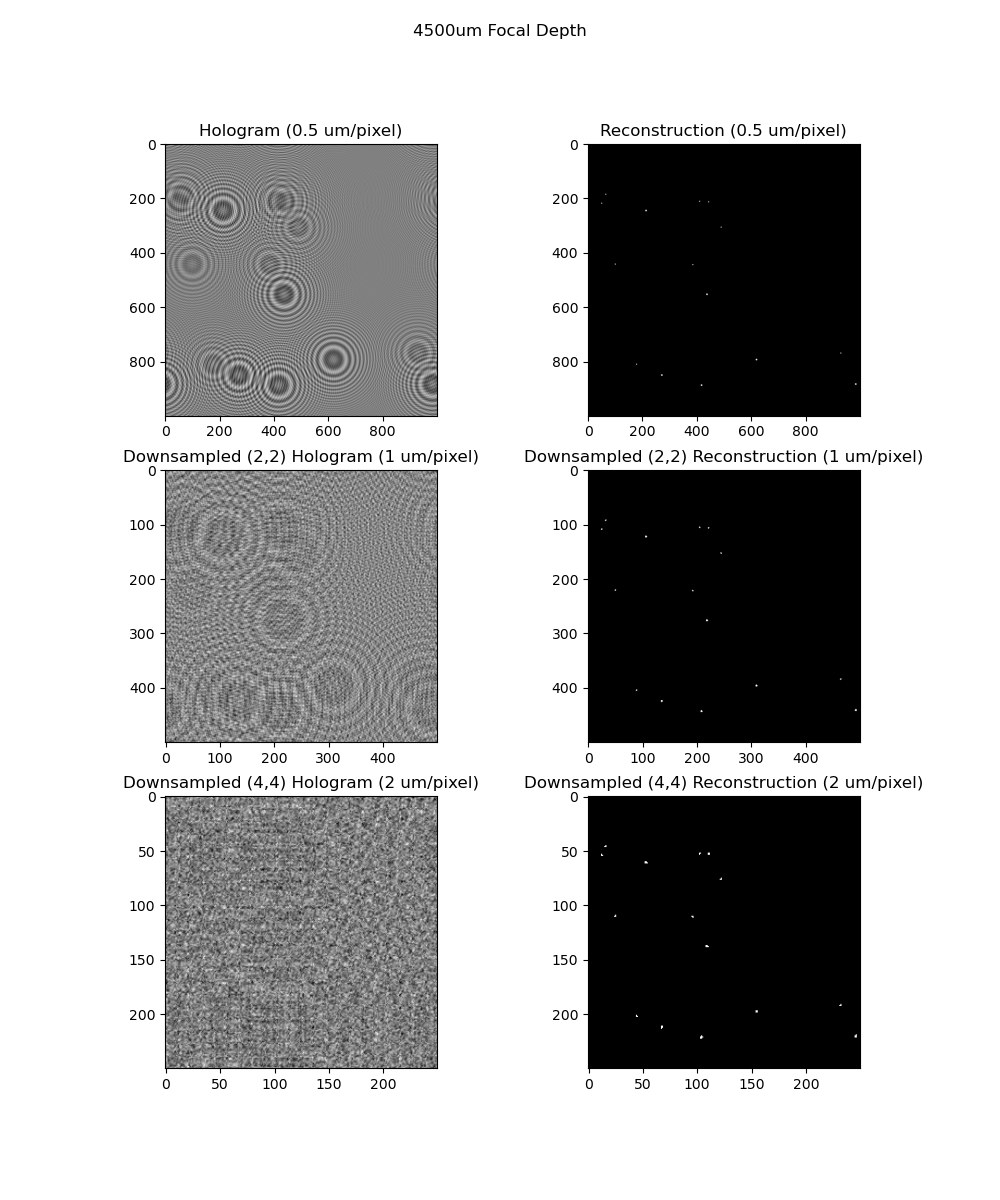 4500um Focal Depth
Hologram (0.5 um/pixel)
0
200
400
600
800
0 200 400 600 800
Reconstruction (0.5 um/pixel)
0
200
400
600
800
0 200 400 600 800
Downsampled (2,2) Hologram (1 um/pixel)
0
100
200
300
400
0 100 200 300 400
Downsampled (2,2) Reconstruction (1 um/pixel)
0
100
200
300
400
0 100 200 300 400
Downsampled (4,4) Hologram (2 um/pixel)
0
50
100
150
200
0 50 100 150 200
Downsampled (4,4) Reconstruction (2 um/pixel)
0
50
100
150
200
0 50 100 150 200